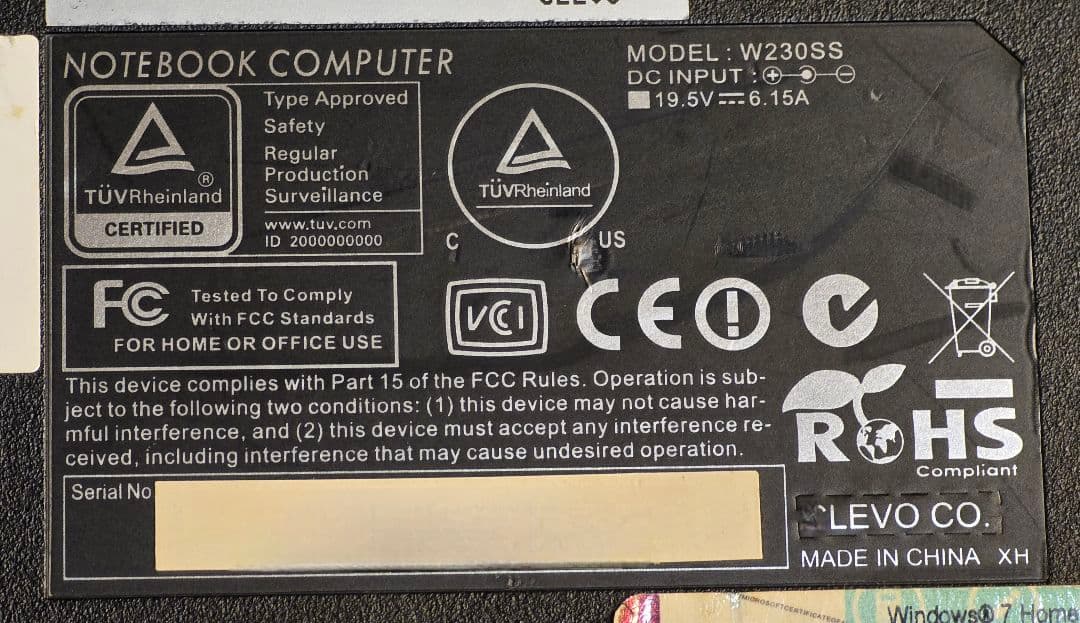 NOTEBOOK COMPUTER
MODEL : W230SS
DC INPUT :
19.5V 6.15A
TÜVRheinland ®
CERTIFIED
Type Approved
Safety
Regular
Production
Surveillance
www.tuv.com
ID 2000000000
TÜVRheinland
C US
FC
Tested To Comply
With FCC Standards
FOR HOME OR OFFICE USE
VCI
CE
This device complies with Part 15 of the FCC Rules. Operation is sub-
ject to the following two conditions: (1) this device may not cause har-
mful interference, and (2) this device must accept any interference re-
ceived, including interference that may cause undesired operation.
RoHS
Compliant
Serial No
LEVO CO.
MADE IN CHINA XH
Windows® 7 Home